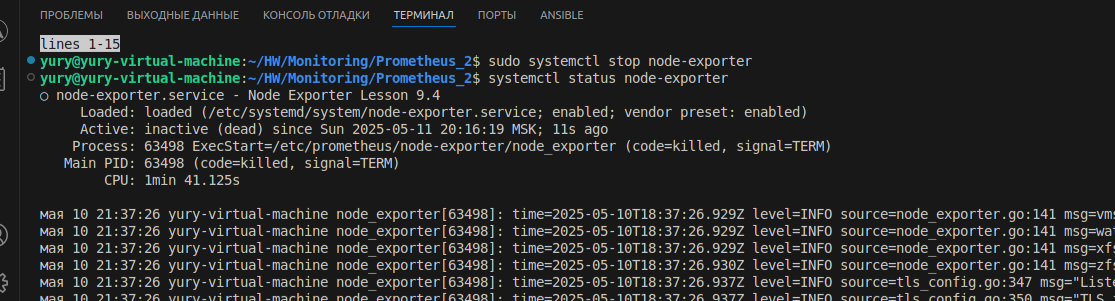 ПРОБЛЕМЫ ВЫХОДНЫЕ ДАННЫЕ КОНСОЛЬ ОТЛАДКИ ТЕРМИНАЛ ПОРТЫ ANSIBLE
lines 1-15
yury@yury-virtual-machine:~/HW/Monitoring/Prometheus_2$ sudo systemctl stop node-exporter
yury@yury-virtual-machine:~/HW/Monitoring/Prometheus_2$ systemctl status node-exporter
○ node-exporter.service - Node Exporter Lesson 9.4
Loaded: loaded (/etc/systemd/system/node-exporter.service; enabled; vendor preset: enabled)
Active: inactive (dead) since Sun 2025-05-11 20:16:19 MSK; 11s ago
Process: 63498 ExecStart=/etc/prometheus/node-exporter/node_exporter (code=killed, signal=TERM)
Main PID: 63498 (code=killed, signal=TERM)
CPU: 1min 41.125s
мая 10 21:37:26 yury-virtual-machine node_exporter[63498]: time=2025-05-10T18:37:26.929Z level=INFO source=node_exporter.go:141 msg=vms
мая 10 21:37:26 yury-virtual-machine node_exporter[63498]: time=2025-05-10T18:37:26.929Z level=INFO source=node_exporter.go:141 msg=wat
мая 10 21:37:26 yury-virtual-machine node_exporter[63498]: time=2025-05-10T18:37:26.929Z level=INFO source=node_exporter.go:141 msg=xfs
мая 10 21:37:26 yury-virtual-machine node_exporter[63498]: time=2025-05-10T18:37:26.930Z level=INFO source=node_exporter.go:141 msg=zfs
мая 10 21:37:26 yury-virtual-machine node_exporter[63498]: time=2025-05-10T18:37:26.937Z level=INFO source=tls_config.go:347 msg="List
мая 10 21:37:26 yury-virtual-machine node_exporter[63498]: time=2025-05-10T18:37:26.937Z level=INFO source=tls_config.go:350 msg="TLS